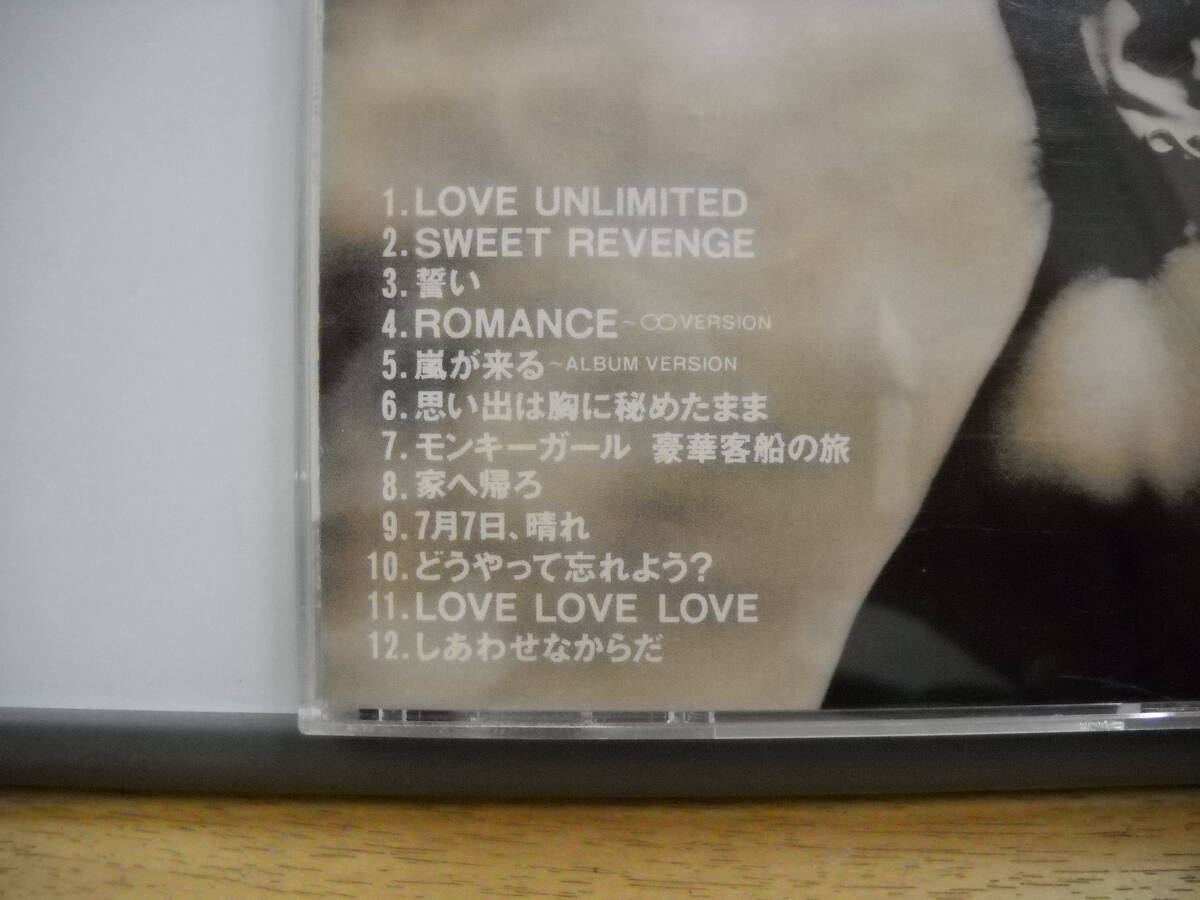 1. LOVE UNLIMITED
2. SWEET REVENGE
3. 誓い
4. ROMANCE ~ ∞ VERSION
5. 嵐が来る ~ ALBUM VERSION
6. 思い出は胸に秘めたまま
7. モンキーガール 豪華客船の旅
8. 家へ帰ろ
9. 7月7日、晴れ
10. どうやって忘れよう?
11. LOVE LOVE LOVE
12. しあわせなからだ